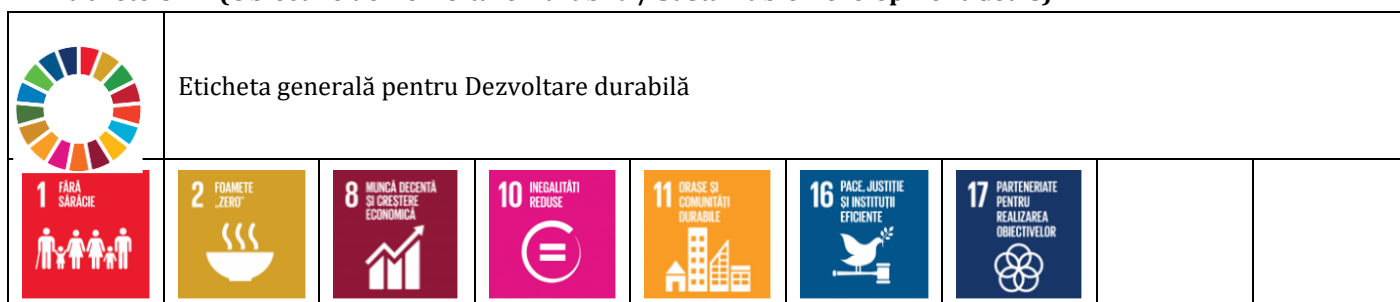 Eticheta generală pentru Dezvoltare durabilă
1 FĂRĂ
SĂRĂCIE
2 FOAMETE
„ZERO”
8 MUNCĂ DECENTĂ
ȘI CREȘTERE
ECONOMICĂ
10 INEGALITĂȚI
REDUSE
11 ORAȘE ȘI
COMUNITĂȚI
DURABILE
16 PACE, JUSTIȚIE
ȘI INSTITUȚII
EFICIENTE
17 PARTENERIATE
PENTRU
REALIZAREA
OBIECTIVELOR